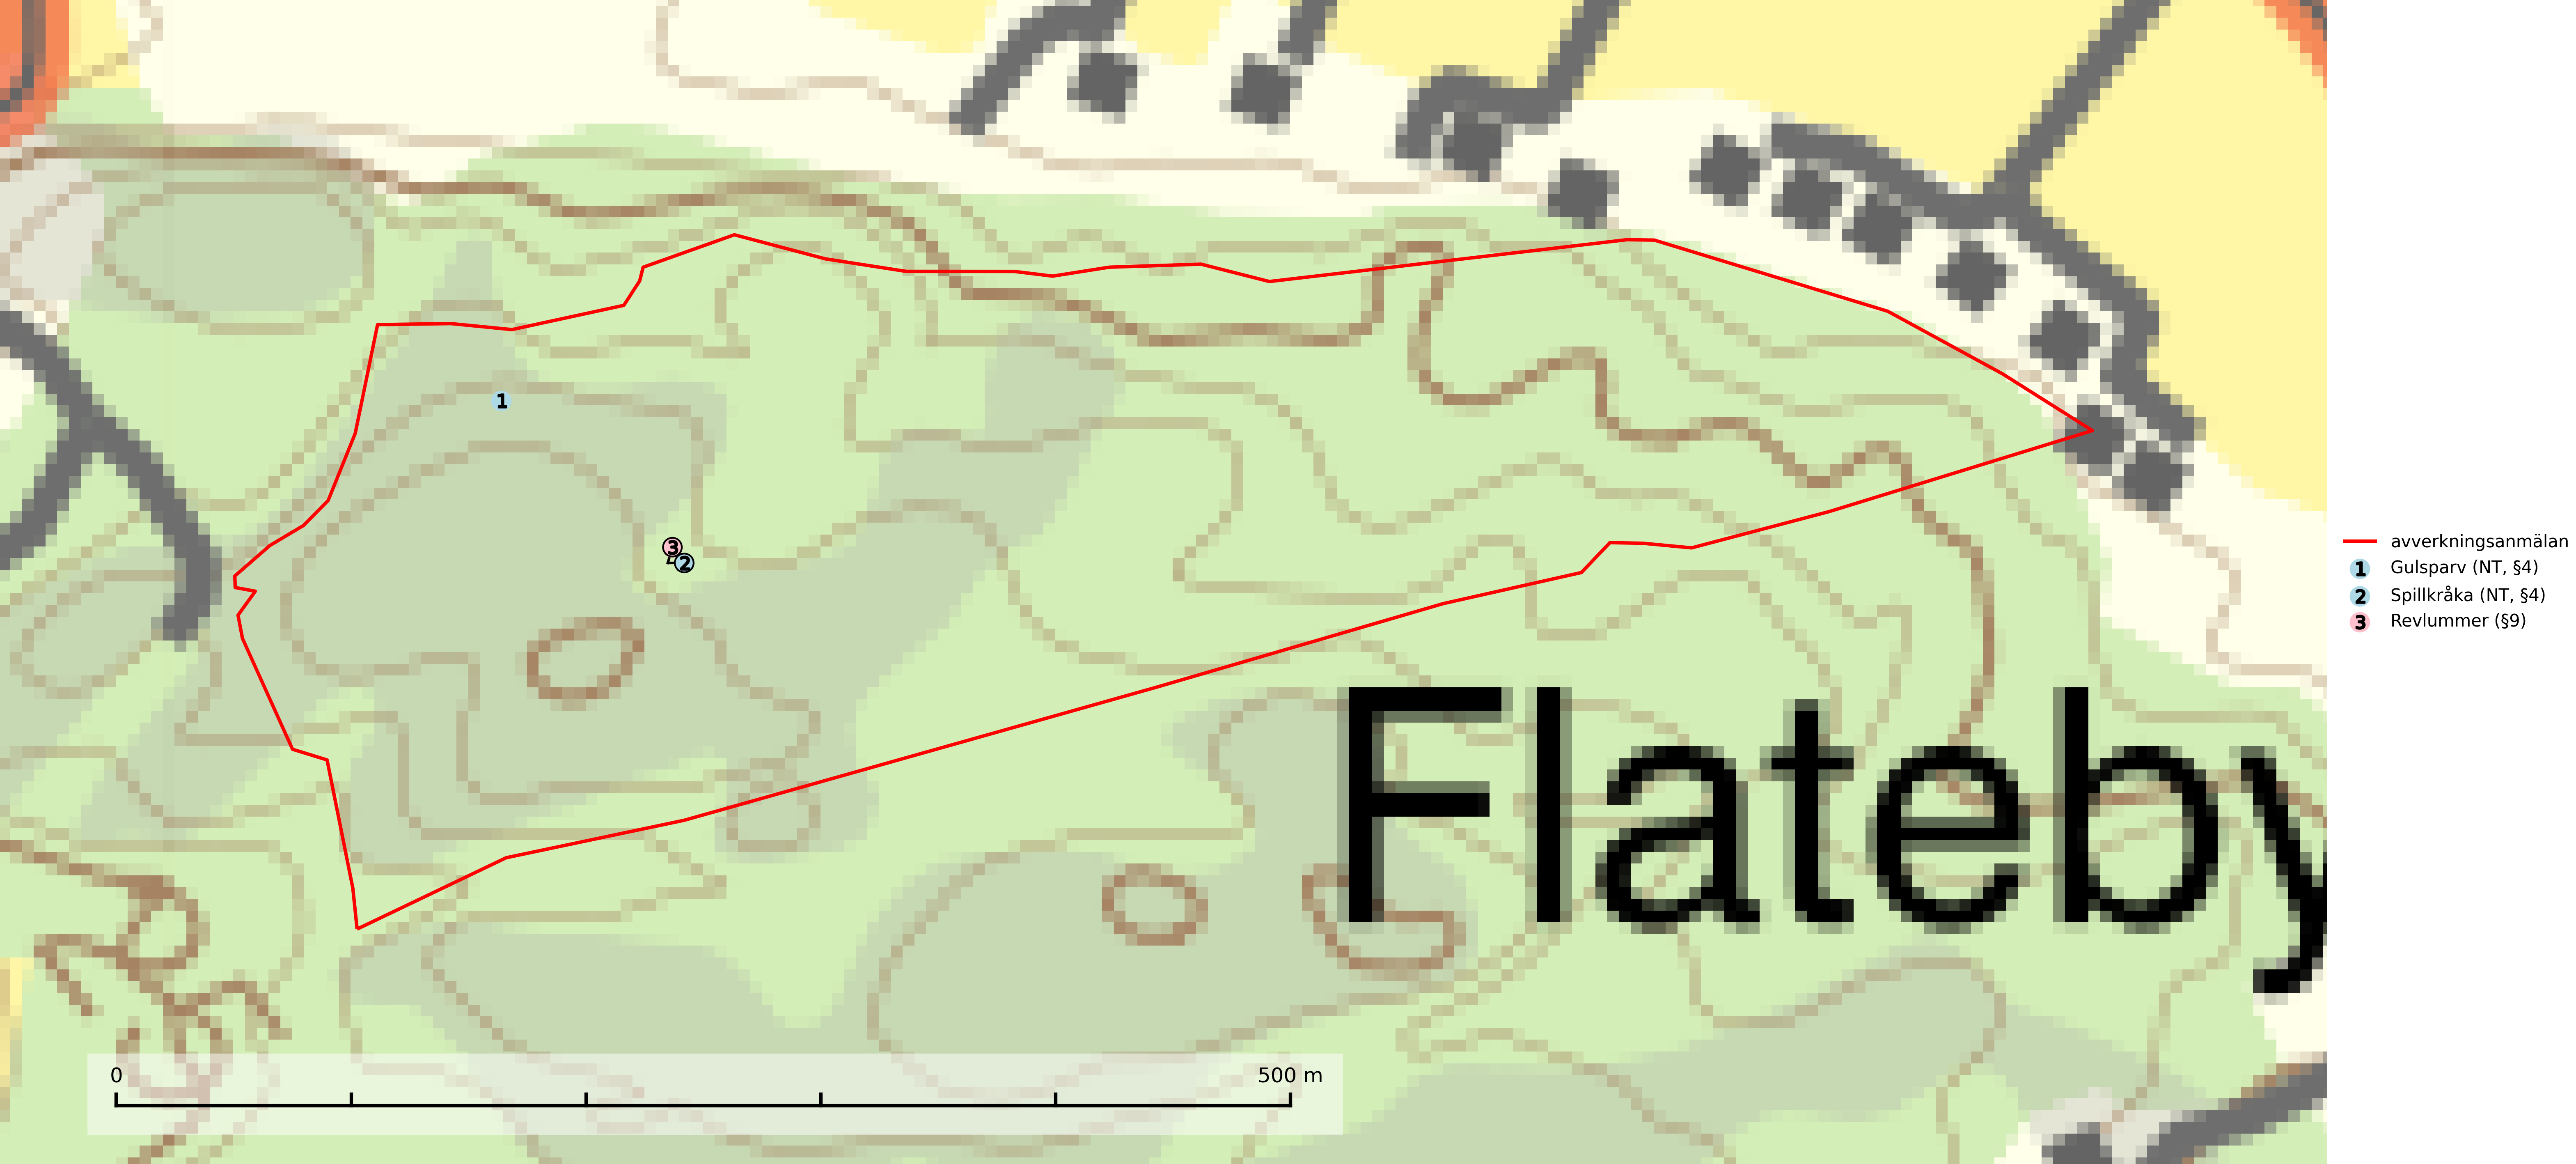 1
3
2
Flateby
0 500 m
avverkningsanmälan
1 Gulsparv (NT, §4)
2 Spillkråka (NT, §4)
3 Revlummer (§9)